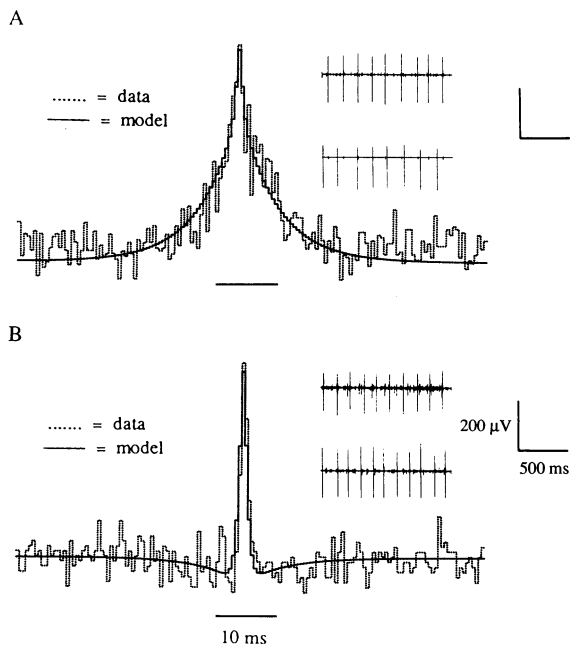 A
...... = data
—— = model
B
...... = data
—— = model
200 µV
500 ms
10 ms